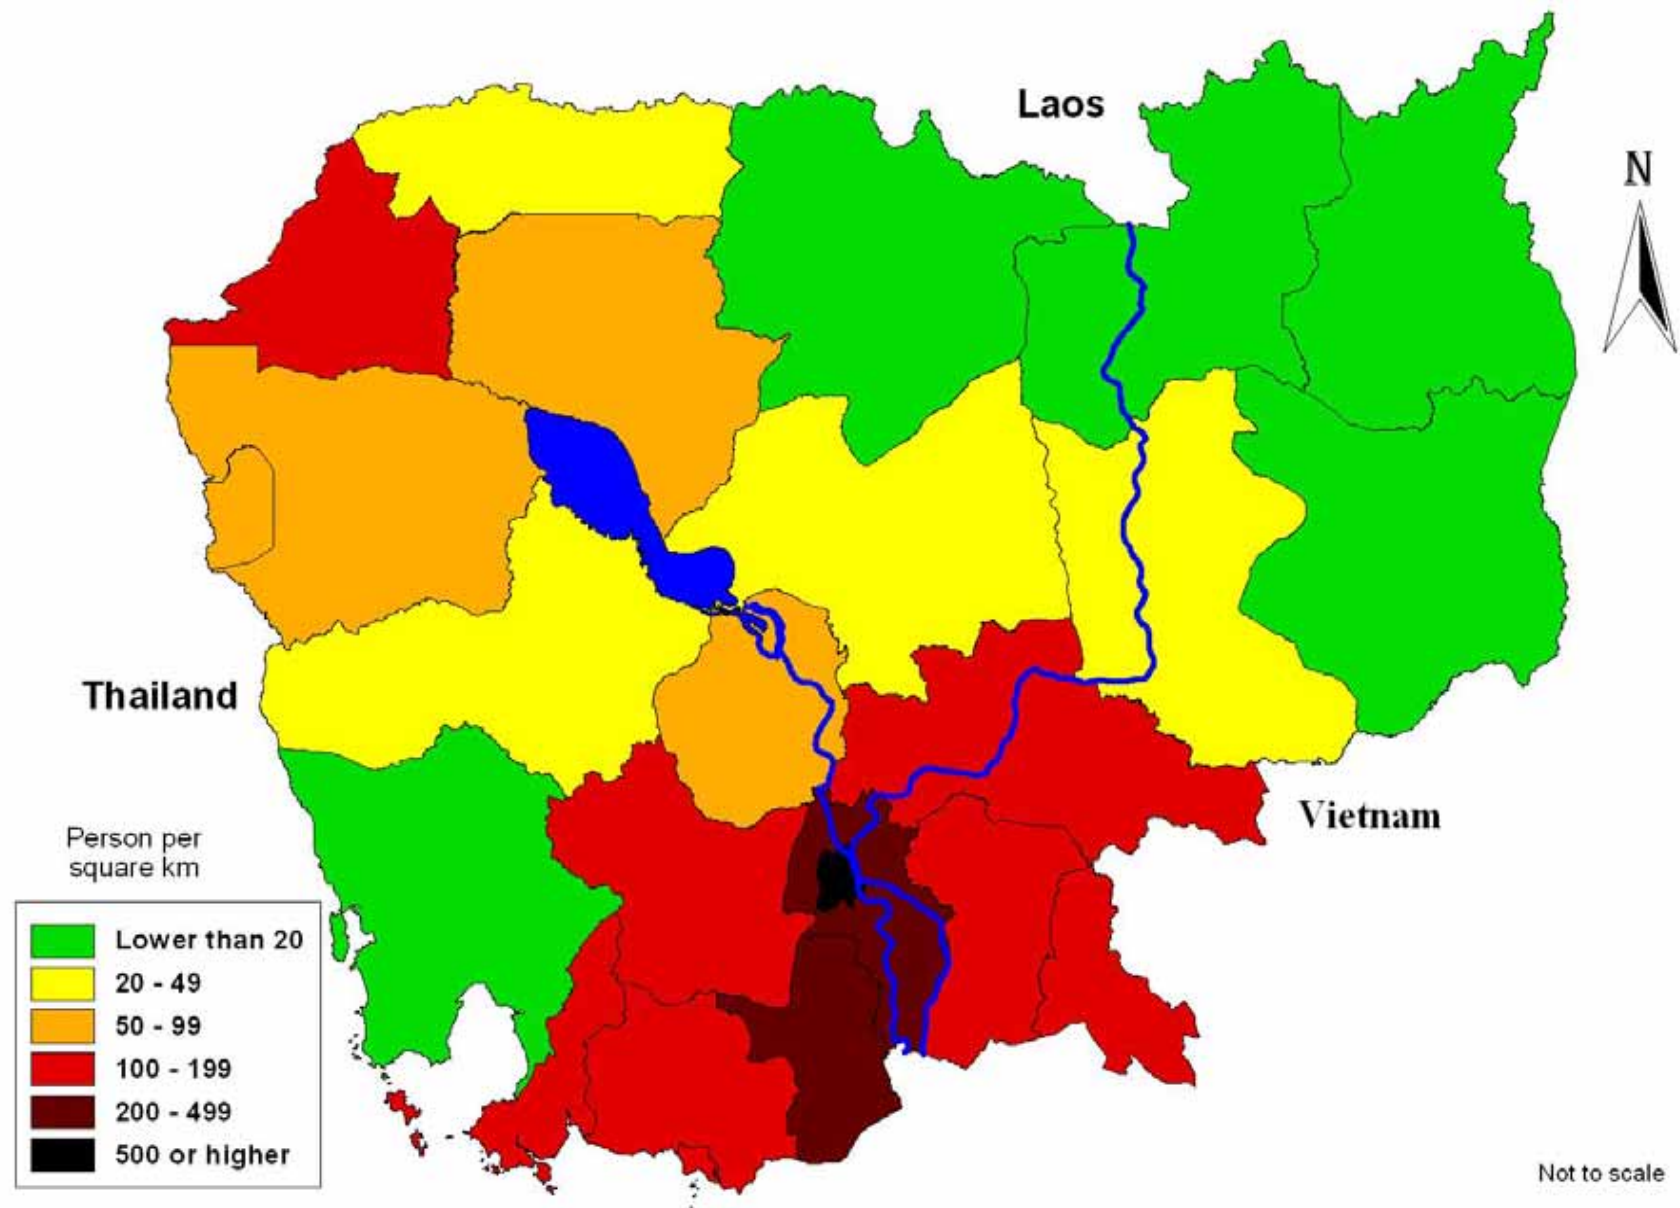 Laos
N
Thailand
Vietnam
Person per
square km
Lower than 20
20 - 49
50 - 99
100 - 199
200 - 499
500 or higher
Not to scale